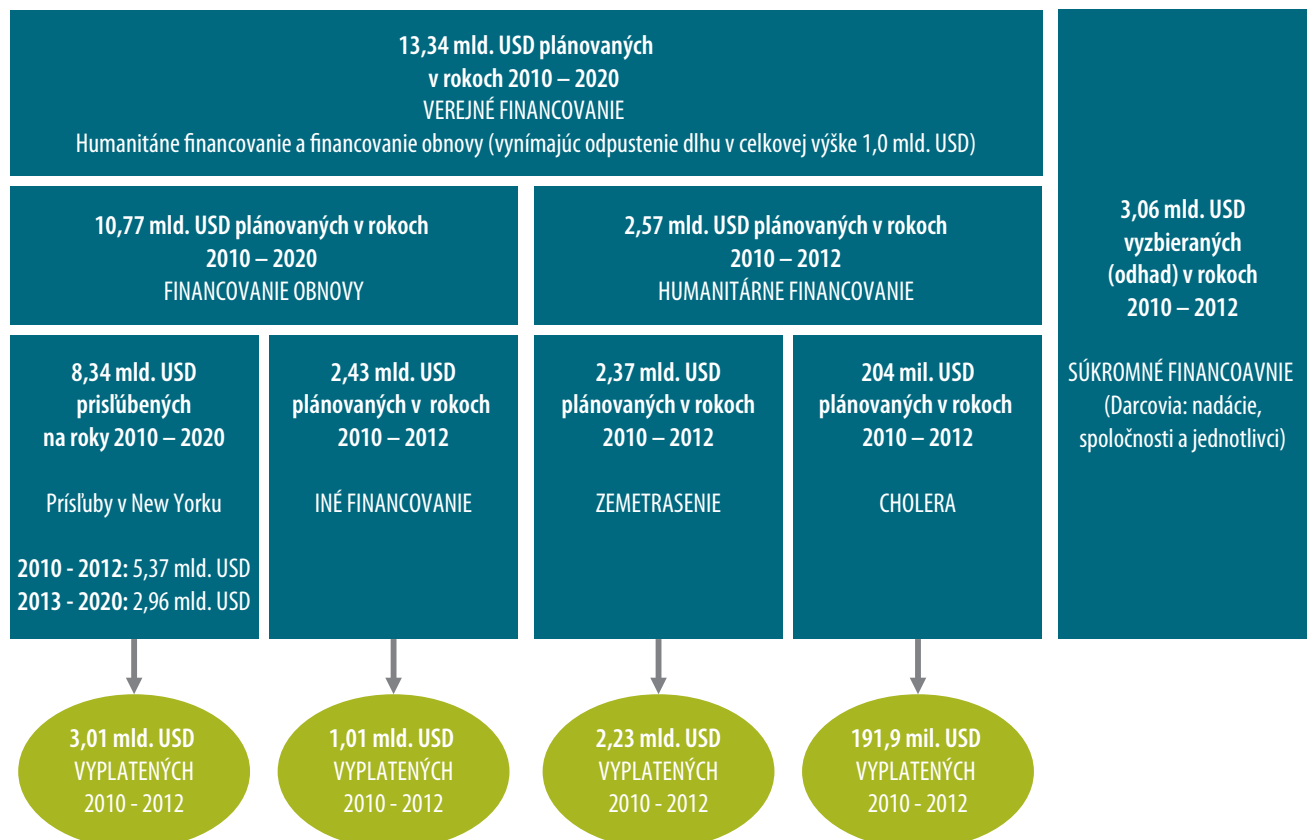 13,34 mld. USD plánovaných
v rokoch 2010 – 2020
VEREJNÉ FINANCOVANIE
Humanitáne financovanie a financovanie obnovy (vynímajúc odpustenie dlhu v celkovej výške 1,0 mld. USD)
10,77 mld. USD plánovaných v rokoch
2010 – 2020
FINANCOVANIE OBNOVY
2,57 mld. USD plánovaných v rokoch
2010 – 2012
HUMANITÁRNE FINANCOVANIE
3,06 mld. USD
vyzbieraných
(odhad) v rokoch
2010 – 2012
SÚKROMNÉ FINANCOAVNIE
(Darcovia: nadácie,
spoločnosti a jednotlivci)
8,34 mld. USD
prisľúbených
na roky 2010 – 2020
Prísľuby v New Yorku
2010 - 2012: 5,37 mld. USD
2013 - 2020: 2,96 mld. USD
2,43 mld. USD
plánovaných v rokoch
2010 – 2012
INÉ FINANCOVANIE
2,37 mld. USD
plánovaných v rokoch
2010 – 2012
ZEMETRASENIE
204 mil. USD
plánovaných v rokoch
2010 – 2012
CHOLERA
3,01 mld. USD
VYPLATENÝCH
2010 - 2012
1,01 mld. USD
VYPLATENÝCH
2010 - 2012
2,23 mld. USD
VYPLATENÝCH
2010 - 2012
191,9 mil. USD
VYPLATENÝCH
2010 - 2012